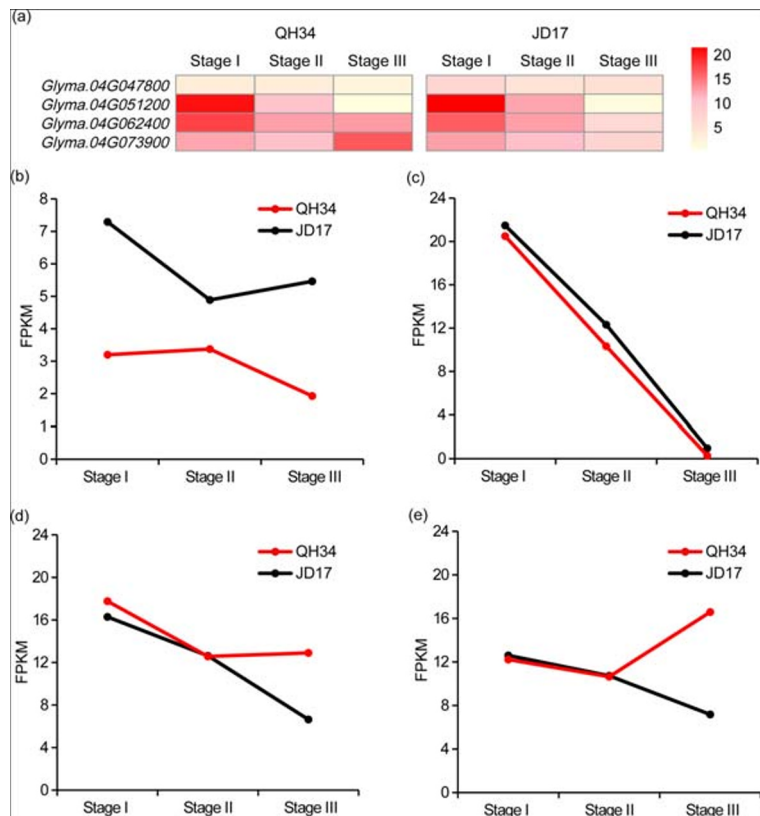 (a)
QH34 JD17
Stage I Stage II Stage III Stage I Stage II Stage III
Glyma.04G047800
Glyma.04G051200
Glyma.04G062400
Glyma.04G073900
20
15
10
5
(b)
8
7
6
5
4
3
2
1
0
FPKM
QH34
JD17
Stage I Stage II Stage III
(c)
24
20
16
12
8
4
0
FPKM
QH34
JD17
Stage I Stage II Stage III
(d)
24
20
16
12
8
4
0
FPKM
QH34
JD17
Stage I Stage II Stage III
(e)
24
20
16
12
8
4
0
FPKM
QH34
JD17
Stage I Stage II Stage III